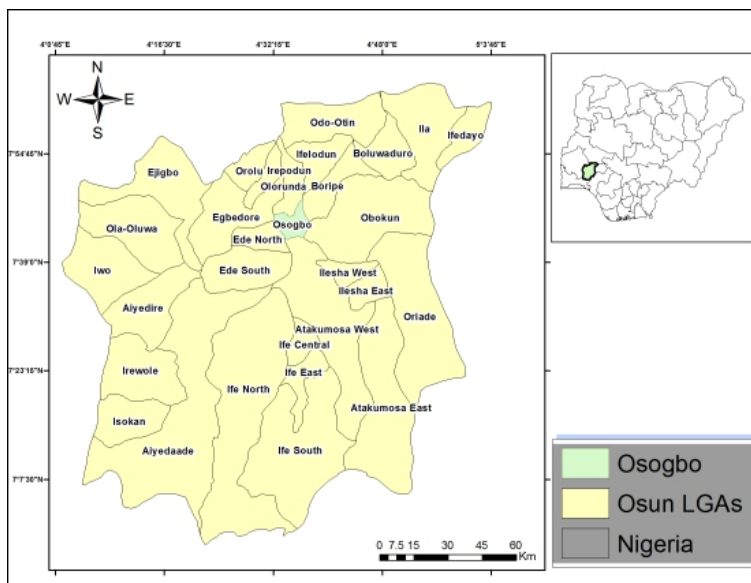 4°0'45"E 4°16'30"E 4°32'15"E 4°48'0"E 5°3'45"E
N
W E
S
7°54'45"N
7°39'0"N
7°23'15"N
7°7'30"N
Odo-Otin
Ila
Ifedayo
Ifelodun
Boluwaduro
Ejigbo
Orolu
Irepodun
Olorunda
Boripe
Egbedore
Obokun
Osogbo
Ola-Oluwa
Ede North
Iwo
Ede South
Ilesha West
Ilesha East
Aiyedire
Oriade
Atakumosa West
Ife Central
Irewole
Ife East
Ife North
Atakumosa East
Isokan
Aiyedaade
Ife South
0 7.5 15 30 45 60
Km
Osogbo
Osun LGAs
Nigeria